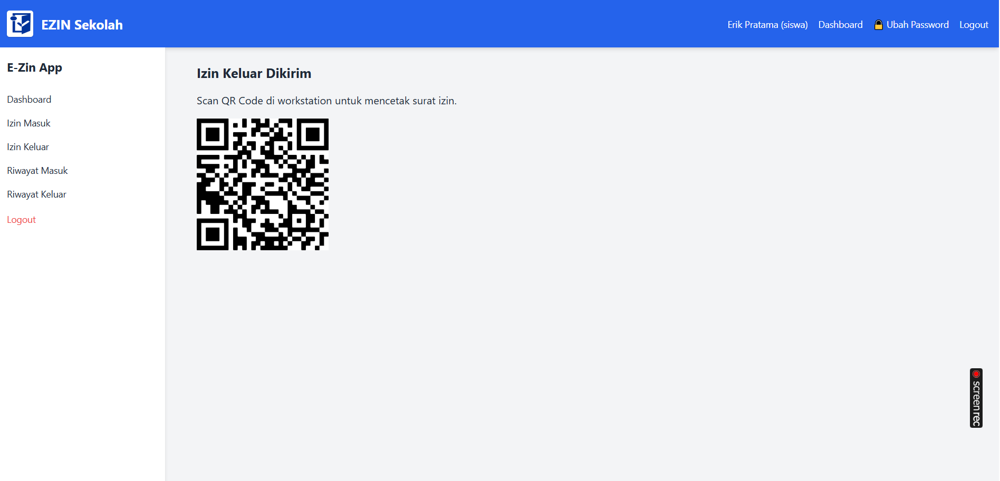 EZIN Sekolah
Erik Pratama (siswa) Dashboard Ubah Password Logout
E-Zin App
Dashboard
Izin Masuk
Izin Keluar
Riwayat Masuk
Riwayat Keluar
Logout
Izin Keluar Dikirim
Scan QR Code di workstation untuk mencetak surat izin.
screenrec